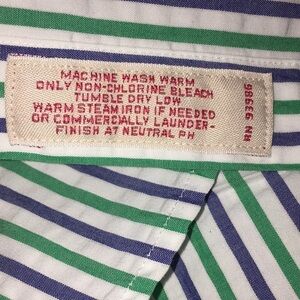 MACHINE WASH WARM
ONLY NON-CHLORINE BLEACH
TUMBLE DRY LOW
WARM STEAM IRON IF NEEDED
OR COMMERCIALLY LAUNDER-
FINISH AT NEUTRAL PH
RN 99986